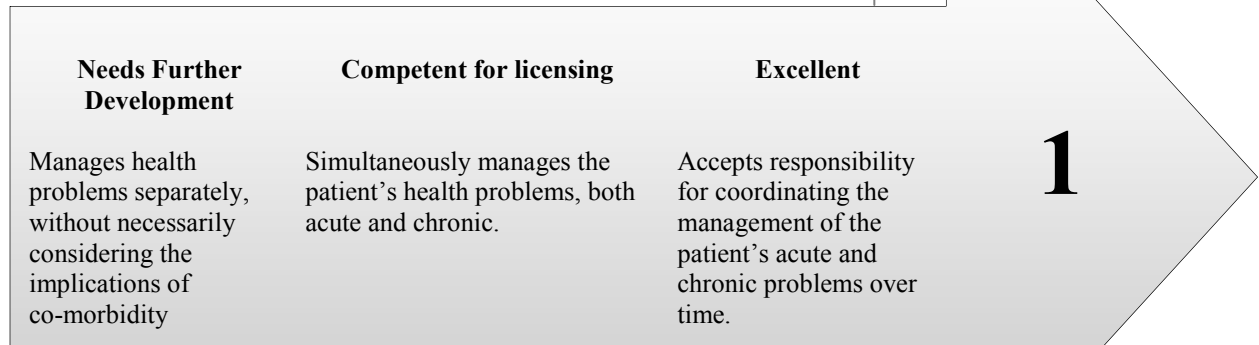 Needs Further
Development
Competent for licensing
Excellent
Manages health
problems separately,
without necessarily
considering the
implications of
co-morbidity
Simultaneously manages the
patient’s health problems, both
acute and chronic.
Accepts responsibility
for coordinating the
management of the
patient’s acute and
chronic problems over
time.
1